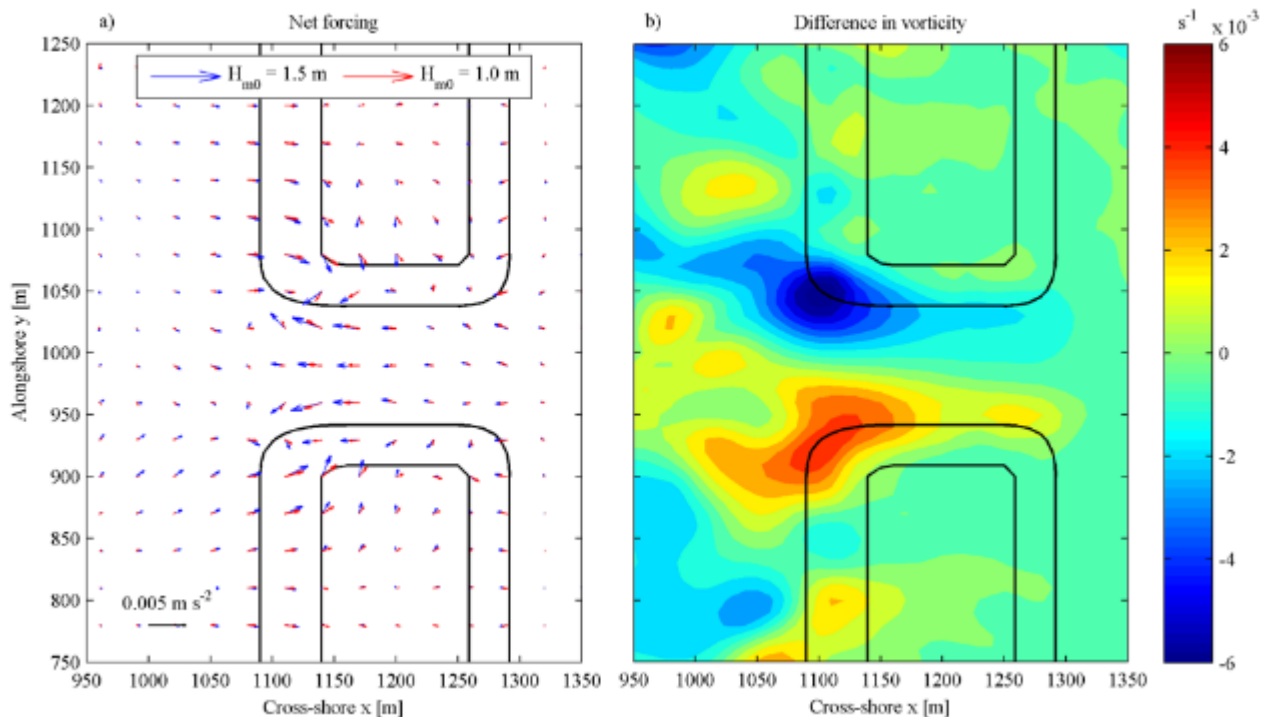 a) Net forcing
H_m0 = 1.5 m H_m0 = 1.0 m
1250
1200
1150
1100
1050
1000
950
900
850
800
750
Alongshore y [m]
0.005 m s⁻²
950 1000 1050 1100 1150 1200 1250 1300 1350
Cross-shore x [m]
b) Difference in vorticity
950 1000 1050 1100 1150 1200 1250 1300 1350
Cross-shore x [m]
s⁻¹ x 10⁻³
6
4
2
0
-2
-4
-6